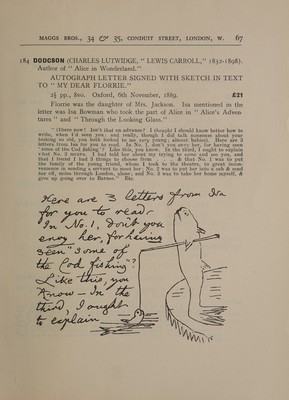 MAGGS BROS., 34 & 35, CONDUIT STREET, LONDON, W. 67
184 DODGSON (CHARLES LUTWIDGE, "LEWIS CARROLL," 1832-1898).
Author of "Alice in Wonderland."
AUTOGRAPH LETTER SIGNED WITH SKETCH IN TEXT
TO "MY DEAR FLORRIE."
2½ pp., 8vo. Oxford, 6th November, 1889. £21
Florrie was the daughter of Mrs. Jackson. Isa mentioned in the
letter was Isa Bowman who took the part of Alice in "Alice's Adven-
tures" and "Through the Looking Glass."
"(There now! Isn't that an advance? I thought I should know better how to
write, when I'd seen you: and really, though I did talk nonsense about your
looking so old, you both looked to me very young: almost babies). Here are 3
letters from Isa for you to read. In No. 1, don't you envy her, for having seen
'some of the Cod fishing'? Like this, you know. In the third, I ought to explain
'but No. 3 means. I had told her about my trying to come and see you, and
that I found I had 3 things to choose from . . . & that No. 1 was to put
the family of the young friend, whom I took to the theatre, to great incon-
venience in sending a servant to meet her; No. 2 was to put her into a cab & send
her off, miles through London, alone; and No. 3 was to take her home myself, &
give up going over to Barnes." Etc.
Here are 3 letters from Isa
for you to read.
In No. 1, don't you
envy her, for having
seen "some of
the Cod fishing"?
Like this, you
know — In the
third, I ought
to explain